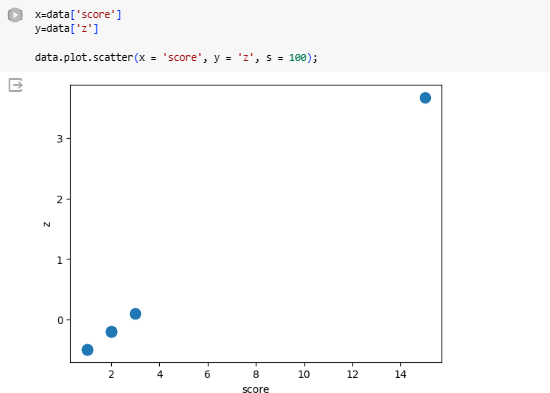 x=data['score']
y=data['z']
data.plot.scatter(x = 'score', y = 'z', s = 100);
3
2
1
0
z
2 4 6 8 10 12 14
score